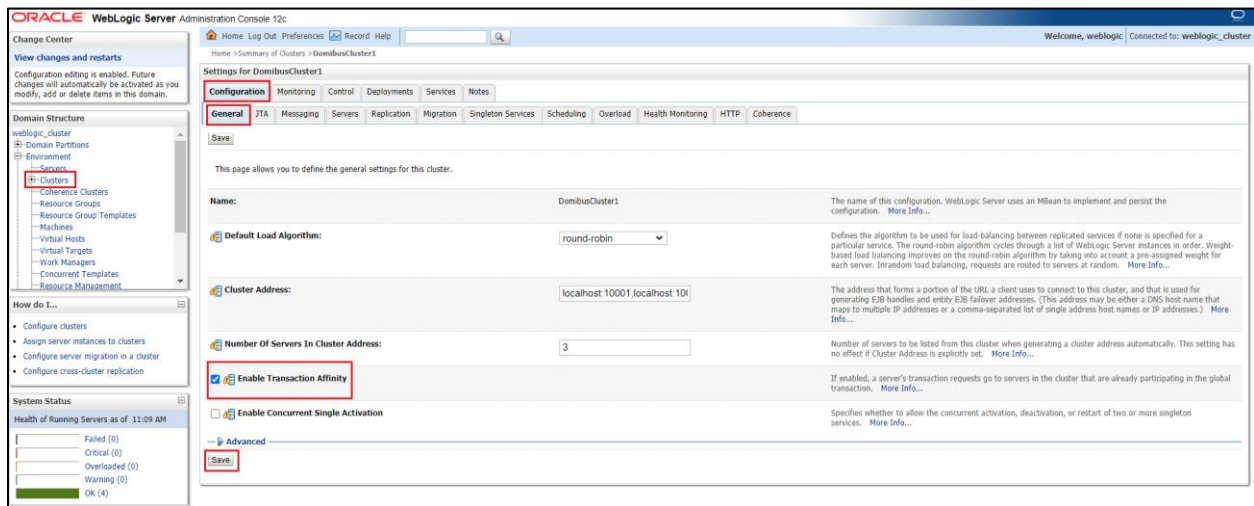 ORACLE WebLogic Server Administration Console 12c
Change Center
View changes and restarts
Configuration editing is enabled. Future
changes will automatically be activated as you
modify, add or delete items in this domain.
Domain Structure
weblogic_cluster
Domain Partitions
Environment
Servers
Clusters
Coherence Clusters
Resource Groups
Resource Group Templates
Machines
Virtual Hosts
Virtual Targets
Work Managers
Concurrent Templates
Resource Management
How do I...
Configure clusters
Assign server instances to clusters
Configure server migration in a cluster
Configure cross-cluster replication
System Status
Health of Running Servers as of 11:09 AM
Failed (0)
Critical (0)
Overloaded (0)
Warning (0)
OK (4)
Home Log Out Preferences Record Help
Welcome, weblogic Connected to: weblogic_cluster
Home >Summary of Clusters >DomibusCluster1
Settings for DomibusCluster1
Configuration Monitoring Control Deployments Services Notes
General JTA Messaging Servers Replication Migration Singleton Services Scheduling Overload Health Monitoring HTTP Coherence
Save
This page allows you to define the general settings for this cluster.
Name:
DomibusCluster1
The name of this configuration. WebLogic Server uses an MBean to implement and persist the
configuration. More Info...
Default Load Algorithm:
round-robin
Defines the algorithm to be used for load-balancing between replicated services if none is specified for a
particular service. The round-robin algorithm cycles through a list of WebLogic Server instances in order. Weight-
based load balancing improves on the round-robin algorithm by taking into account a pre-assigned weight for
each server. Inrandom load balancing, requests are routed to servers at random. More Info...
Cluster Address:
localhost:10001,localhost:100
The address that forms a portion of the URL a client uses to connect to this cluster, and that is used for
generating EJB handles and entity EJB failover addresses. (This address may be either a DNS host name that
maps to multiple IP addresses or a comma-separated list of single address host names or IP addresses.) More
Info...
Number Of Servers In Cluster Address:
3
Number of servers to be listed from this cluster when generating a cluster address automatically. This setting has
no effect if Cluster Address is explicitly set. More Info...
Enable Transaction Affinity
If enabled, a server's transaction requests go to servers in the cluster that are already participating in the global
transaction. More Info...
Enable Concurrent Single Activation
Specifies whether to allow the concurrent activation, deactivation, or restart of two or more singleton
services. More Info...
Advanced
Save